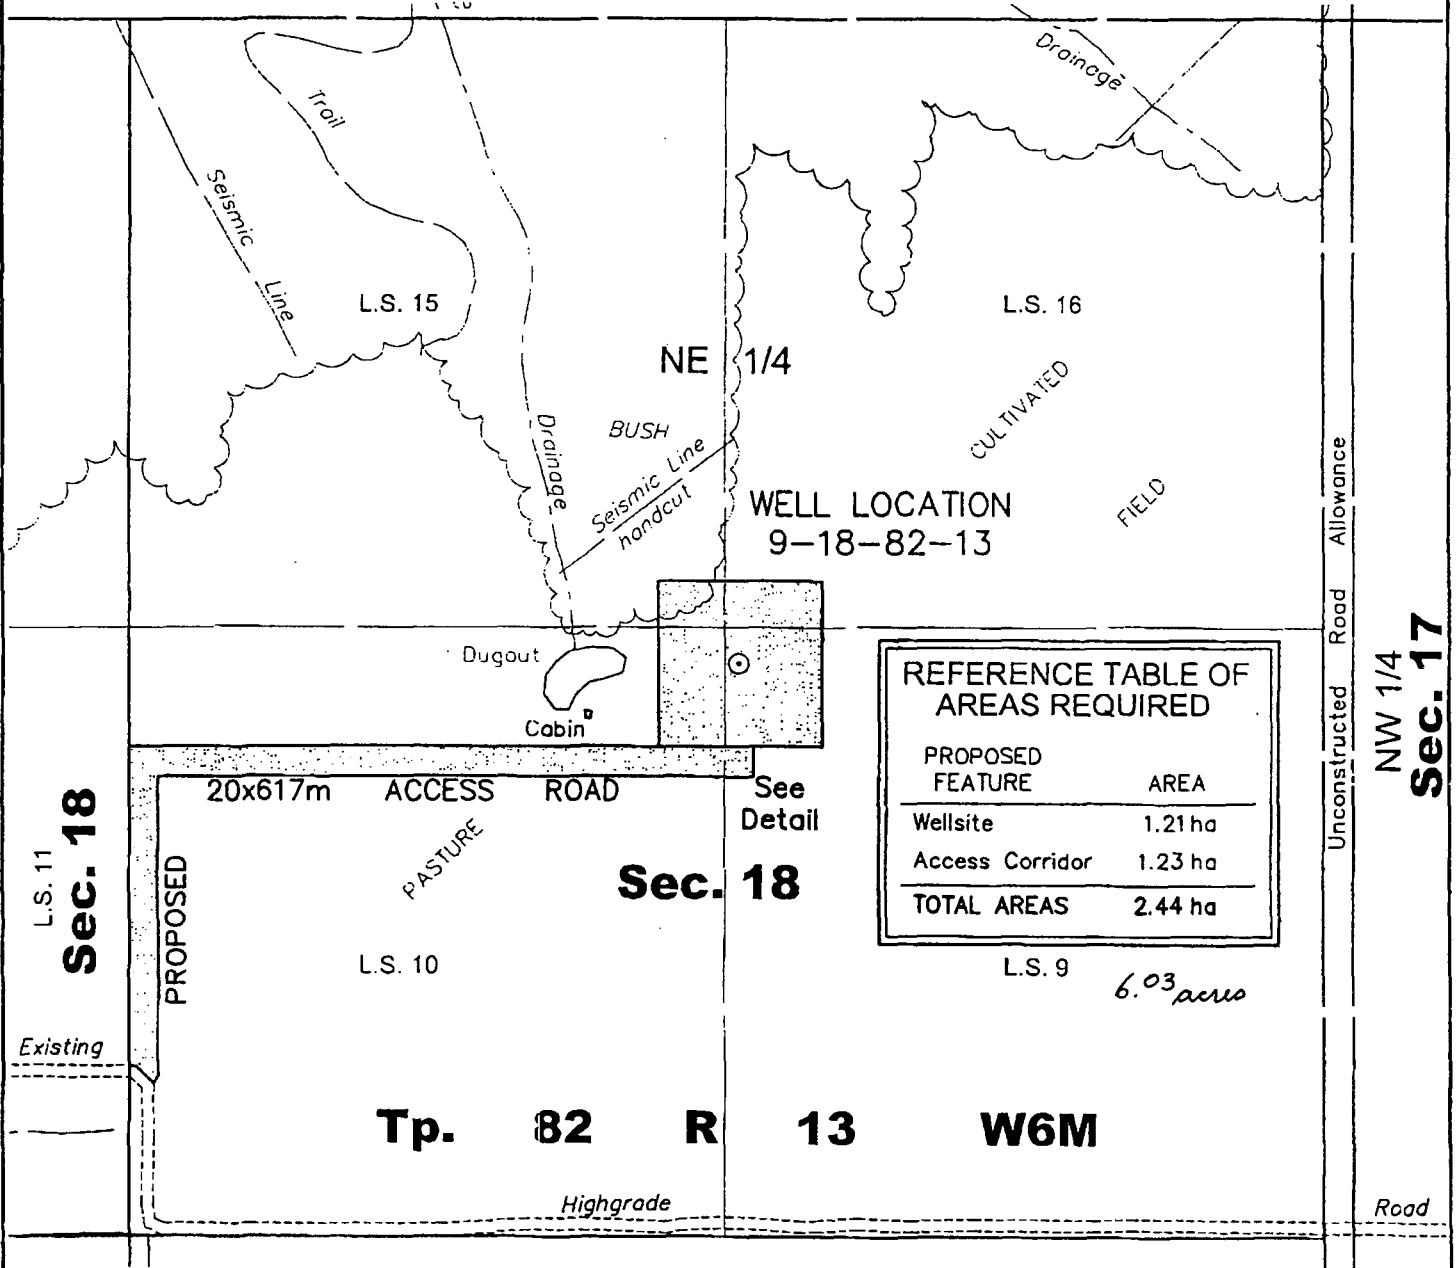 Drainage
Trail
Seismic
Line
L.S. 15
L.S. 16
NE 1/4
CULTIVATED
FIELD
BUSH
Drainage
Seismic Line
handcut
WELL LOCATION
9-18-82-13
Dugout
Cabin
20x617m ACCESS ROAD
PROPOSED
See
Detail
PASTURE
Sec. 18
L.S. 11
Sec. 18
L.S. 10
REFERENCE TABLE OF
AREAS REQUIRED
PROPOSED
FEATURE AREA
Wellsite 1.21 ha
Access Corridor 1.23 ha
TOTAL AREAS 2.44 ha
L.S. 9
6.03 acres
Unconstructed Road Allowance
NW 1/4
Sec. 17
Existing
Tp. 82 R 13 W6M
Highgrade Road